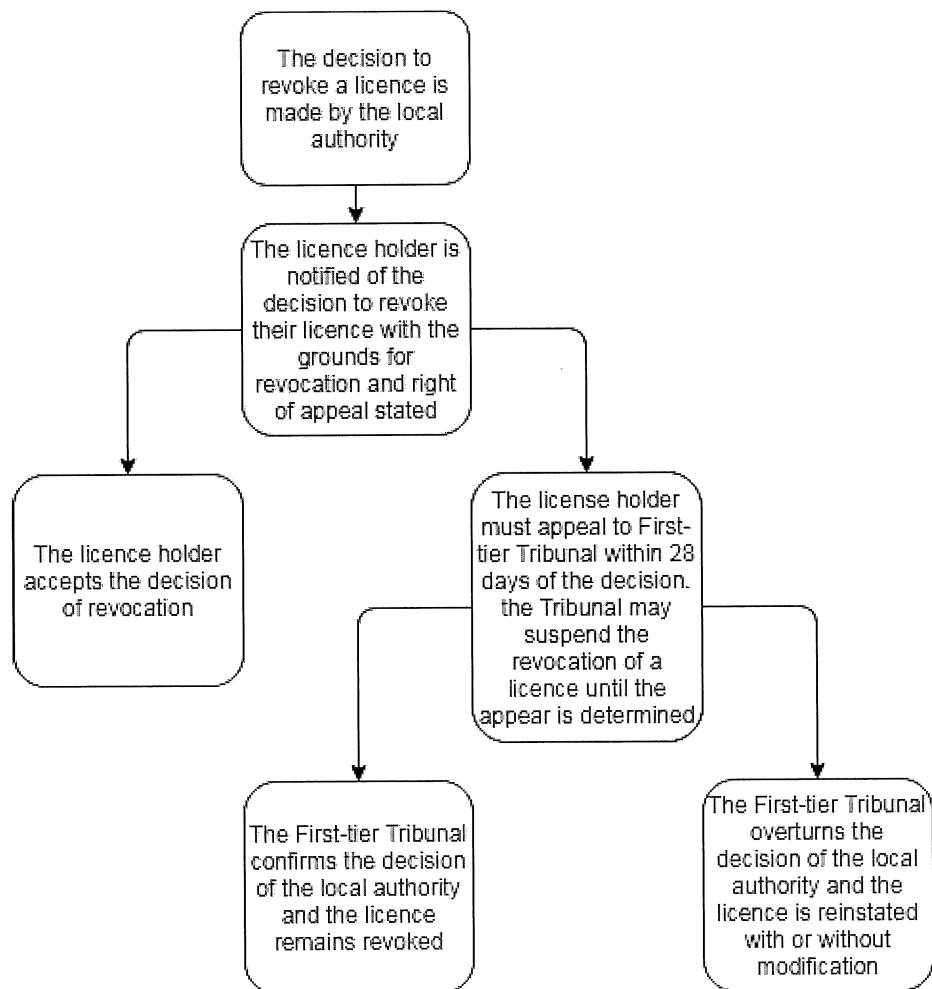 The decision to
revoke a licence is
made by the local
authority
The licence holder is
notified of the
decision to revoke
their licence with the
grounds for
revocation and right
of appeal stated
The licence holder
accepts the decision
of revocation
The license holder
must appeal to First-
tier Tribunal within 28
days of the decision.
the Tribunal may
suspend the
revocation of a
licence until the
appear is determined
The First-tier Tribunal
confirms the decision
of the local authority
and the licence
remains revoked
The First-tier Tribunal
overturns the
decision of the local
authority and the
licence is reinstated
with or without
modification